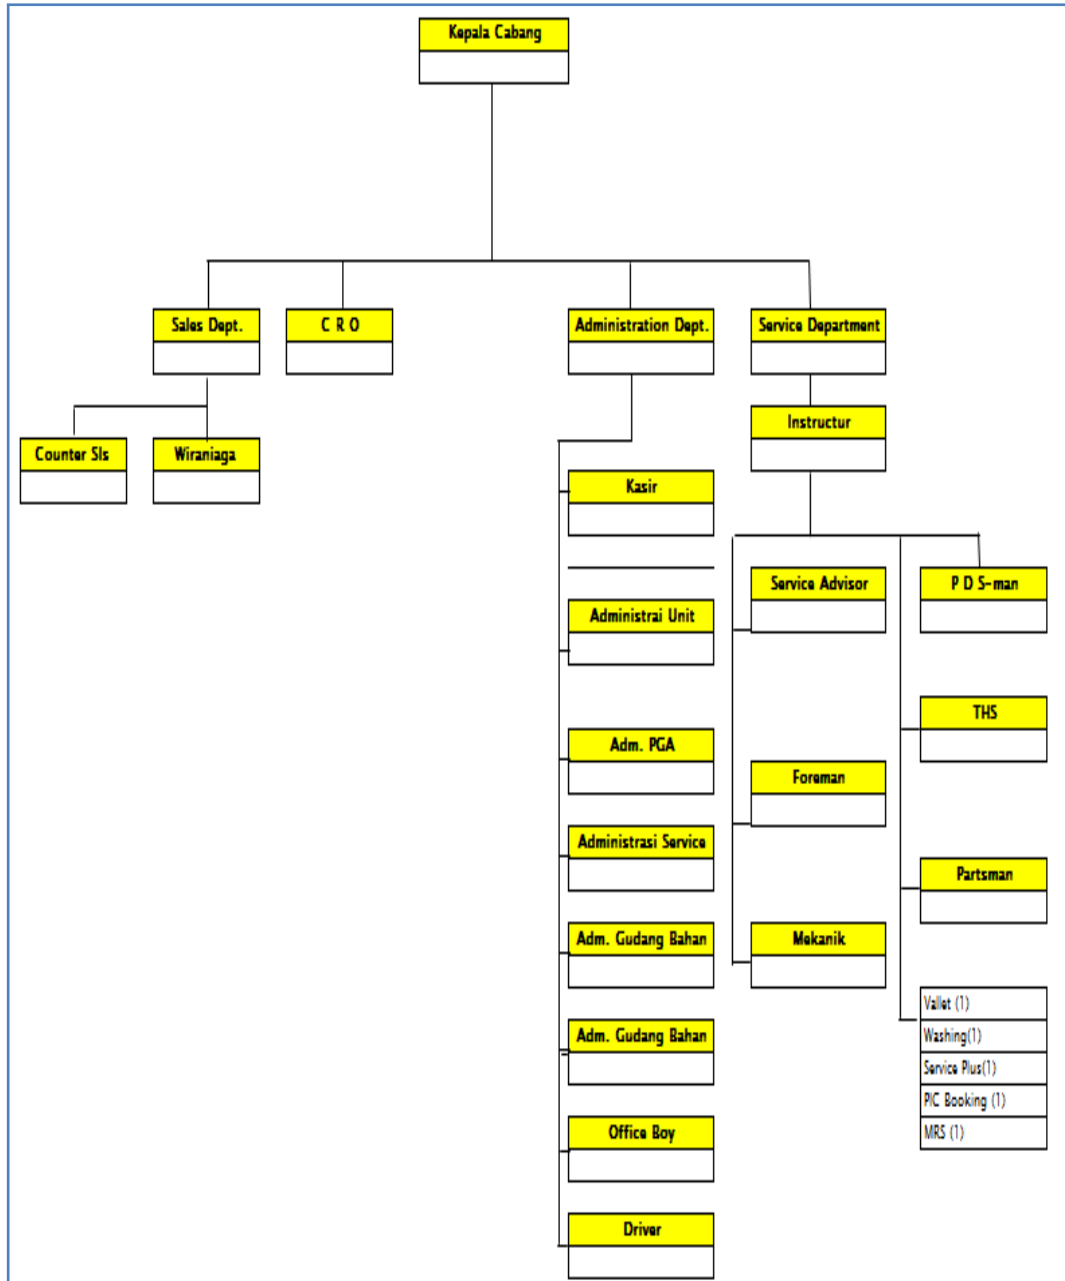 Kepala Cabang
Sales Dept.
C R O
Administration Dept.
Service Department
Instructur
Counter Sls
Wiraniaga
Kasir
Service Advisor
P D S-man
Administrai Unit
THS
Adm. PGA
Foreman
Administrasi Service
Partsman
Adm. Gudang Bahan
Mekanik
Vallet (1)
Washing(1)
Adm. Gudang Bahan
Service Plus(1)
PIC Booking (1)
MRS (1)
Office Boy
Driver